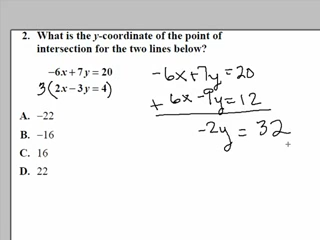 2. What is the y-coordinate of the point of
intersection for the two lines below?
−6x + 7y = 20
3(2x − 3y = 4)
A. −22
B. −16
C. 16
D. 22
-6x+7y=20
+ 6x-9y=12
-2y = 32